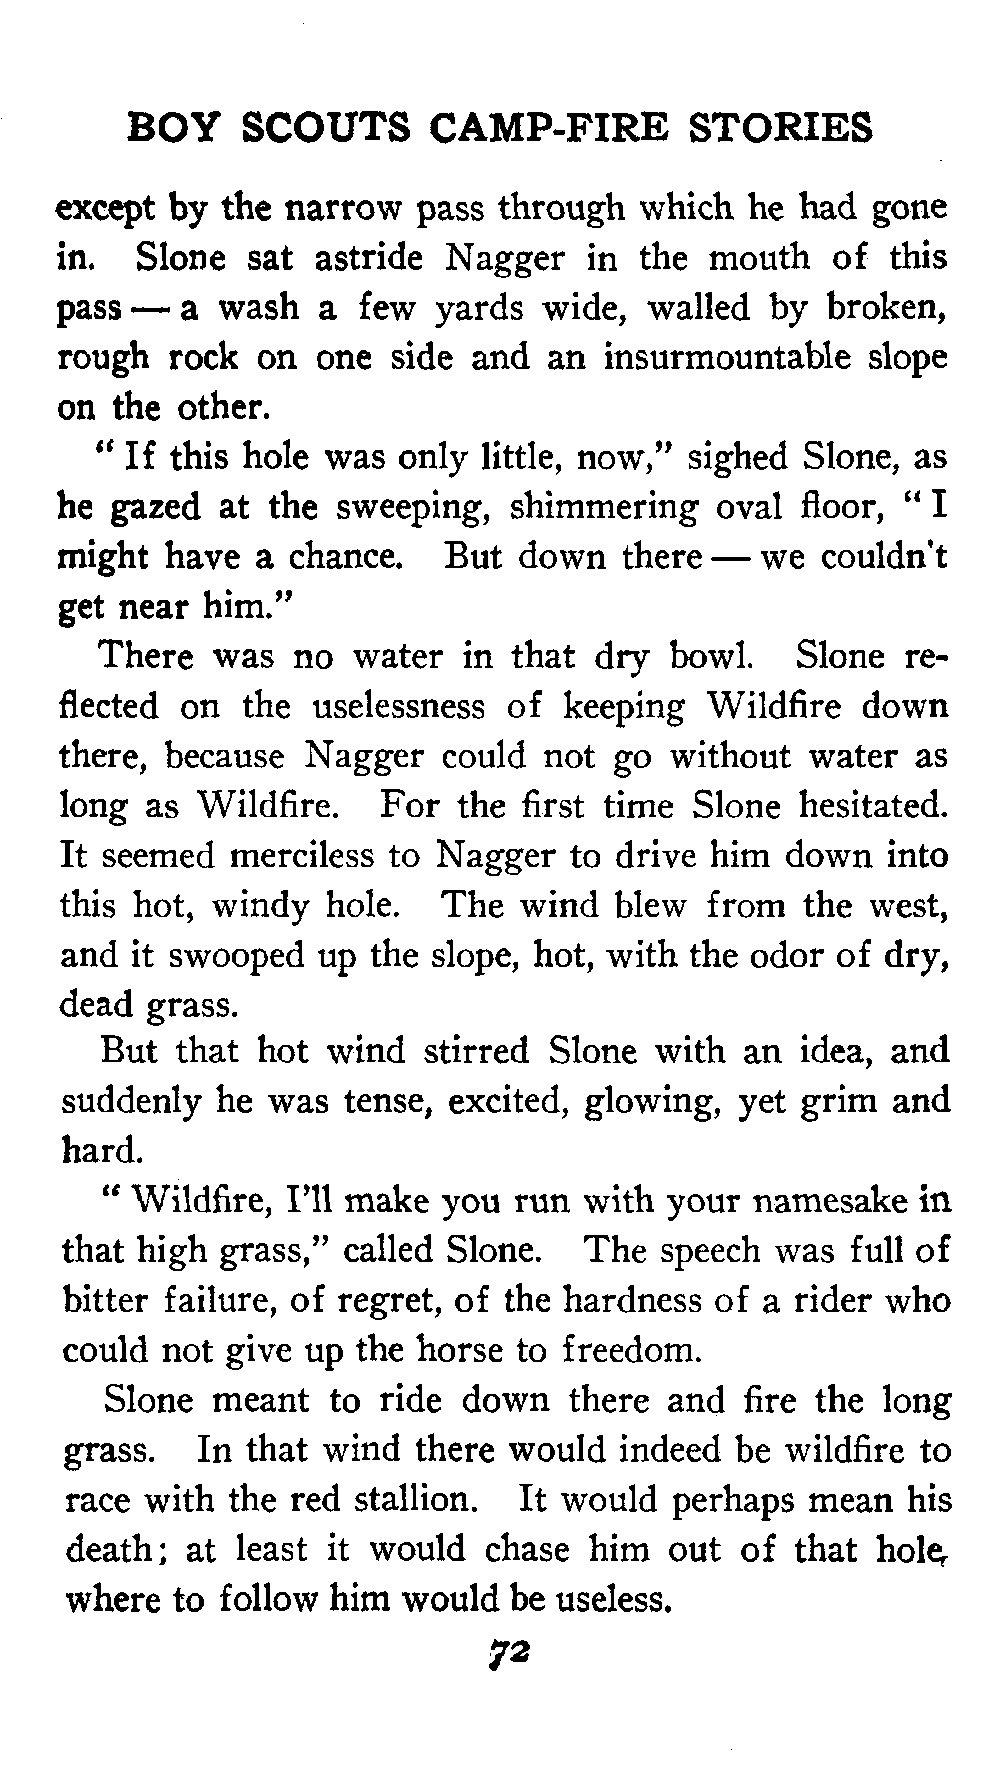 BOY SCOUTS CAMP-FIRE STORIES
except by the narrow pass through which he had gone
in. Slone sat astride Nagger in the mouth of this
pass — a wash a few yards wide, walled by broken,
rough rock on one side and an insurmountable slope
on the other.
" If this hole was only little, now," sighed Slone, as
he gazed at the sweeping, shimmering oval floor, " I
might have a chance. But down there — we couldn't
get near him."
There was no water in that dry bowl. Slone re-
flected on the uselessness of keeping Wildfire down
there, because Nagger could not go without water as
long as Wildfire. For the first time Slone hesitated.
It seemed merciless to Nagger to drive him down into
this hot, windy hole. The wind blew from the west,
and it swooped up the slope, hot, with the odor of dry,
dead grass.
But that hot wind stirred Slone with an idea, and
suddenly he was tense, excited, glowing, yet grim and
hard.
" Wildfire, I'll make you run with your namesake in
that high grass," called Slone. The speech was full of
bitter failure, of regret, of the hardness of a rider who
could not give up the horse to freedom.
Slone meant to ride down there and fire the long
grass. In that wind there would indeed be wildfire to
race with the red stallion. It would perhaps mean his
death; at least it would chase him out of that hole,
where to follow him would be useless.
72